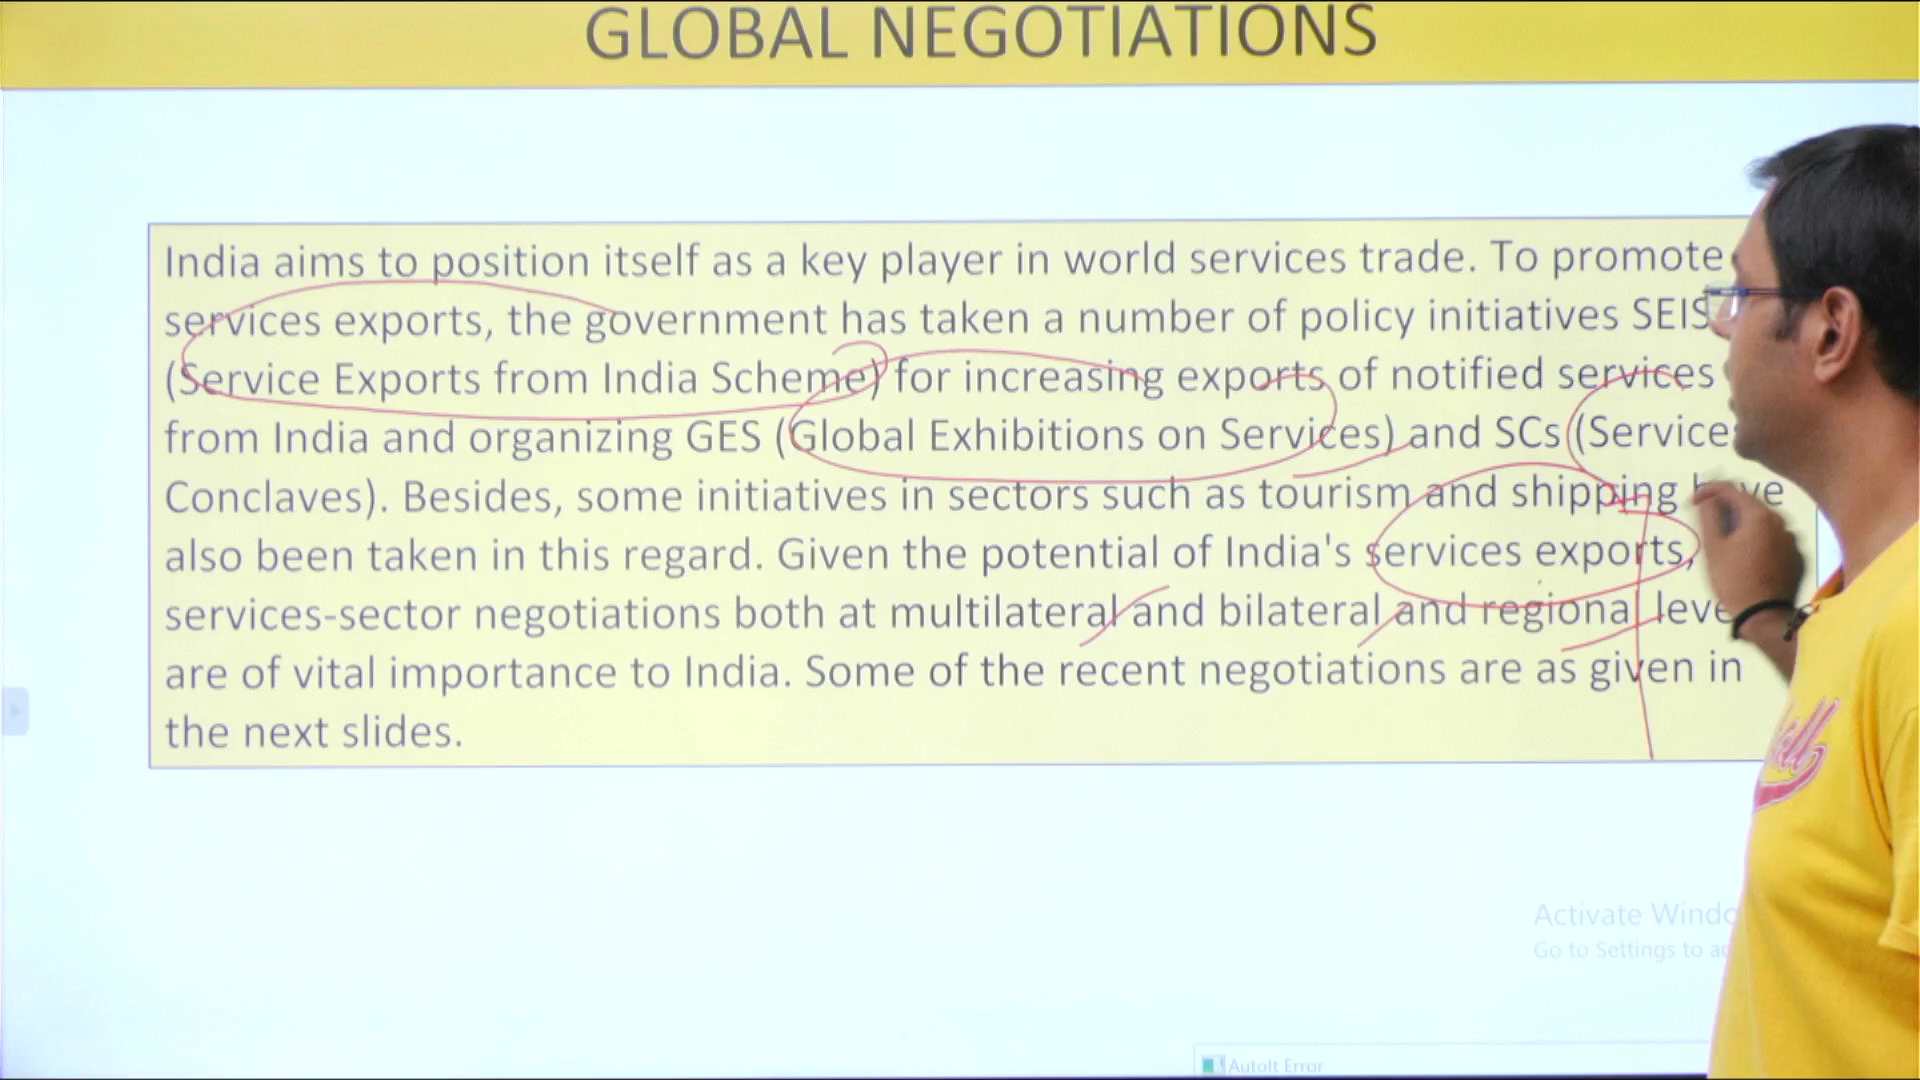 GLOBAL NEGOTIATIONS
India aims to position itself as a key player in world services trade. To promote
services exports, the government has taken a number of policy initiatives SEIS
(Service Exports from India Scheme) for increasing exports of notified services
from India and organizing GES (Global Exhibitions on Services) and SCs (Service
Conclaves). Besides, some initiatives in sectors such as tourism and shipping
also been taken in this regard. Given the potential of India's services exports,
services-sector negotiations both at multilateral and bilateral and regional
are of vital importance to India. Some of the recent negotiations are as given in
the next slides.
Activate
Go to Settings to
AutoIt Error